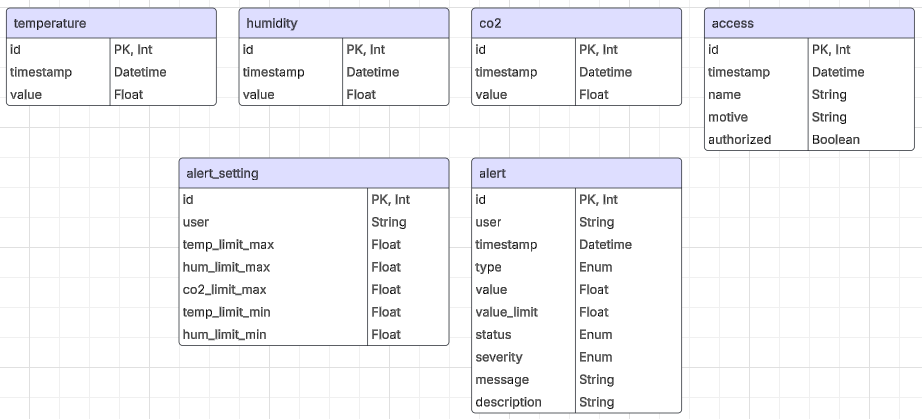 temperature
id PK, Int
timestamp Datetime
value Float
humidity
id PK, Int
timestamp Datetime
value Float
co2
id PK, Int
timestamp Datetime
value Float
access
id PK, Int
timestamp Datetime
name String
motive String
authorized Boolean
alert_setting
id PK, Int
user String
temp_limit_max Float
hum_limit_max Float
co2_limit_max Float
temp_limit_min Float
hum_limit_min Float
alert
id PK, Int
user String
timestamp Datetime
type Enum
value Float
value_limit Float
status Enum
severity Enum
message String
description String